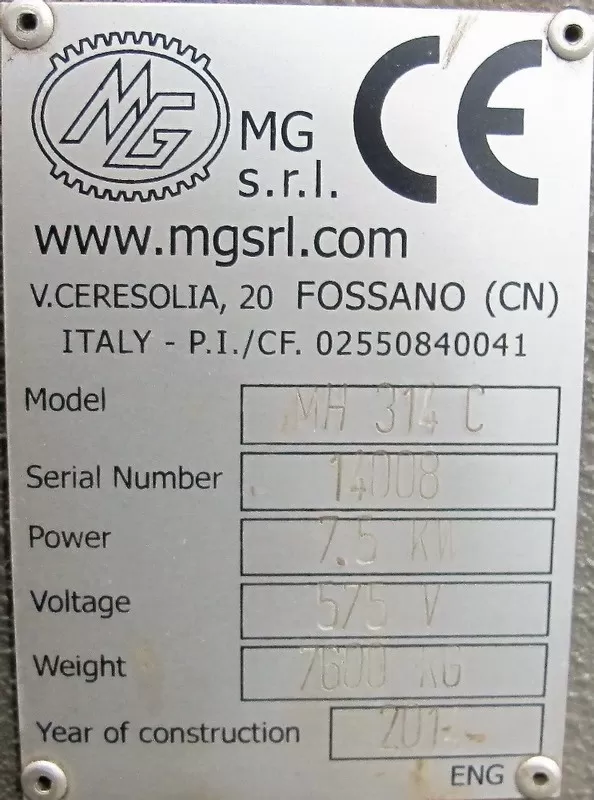 MG
MG
s.r.l.
CE
www.mgsrl.com
V.CERESOLIA, 20 FOSSANO (CN)
ITALY - P.I./CF. 02550840041
Model MH 314 C
Serial Number 14008
Power 7.5 KW
Voltage 575 V
Weight 7600 KG
Year of construction
ENG